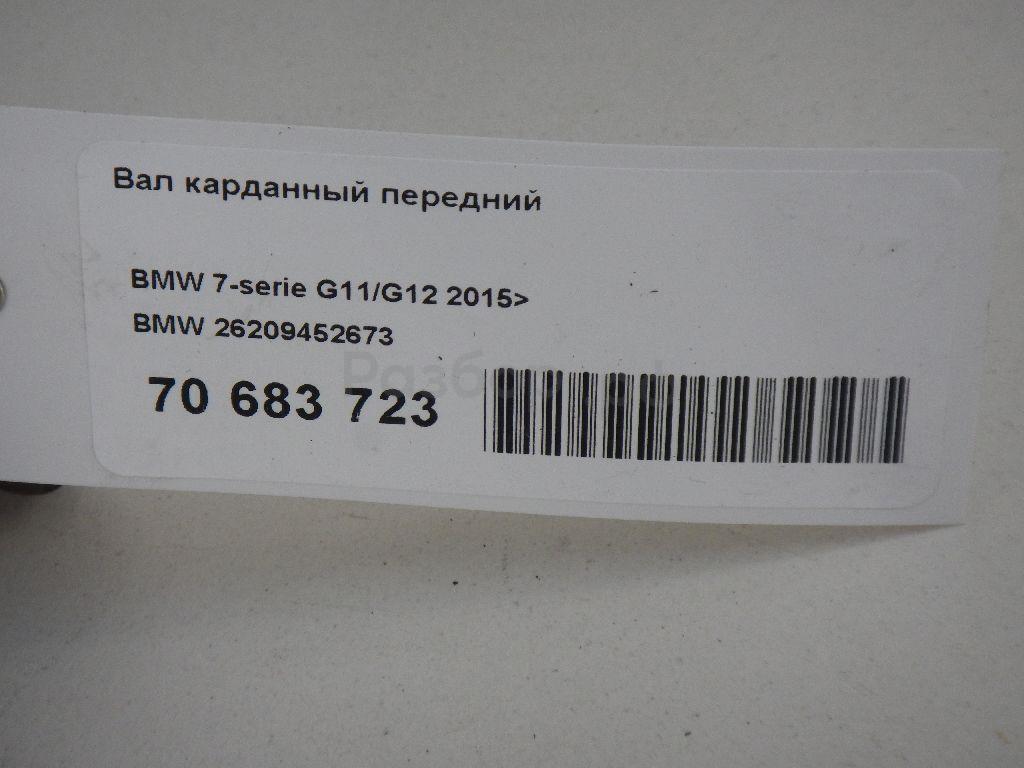 Вал карданный передний
BMW 7-serie G11/G12 2015>
BMW 26209452673
70 683 723